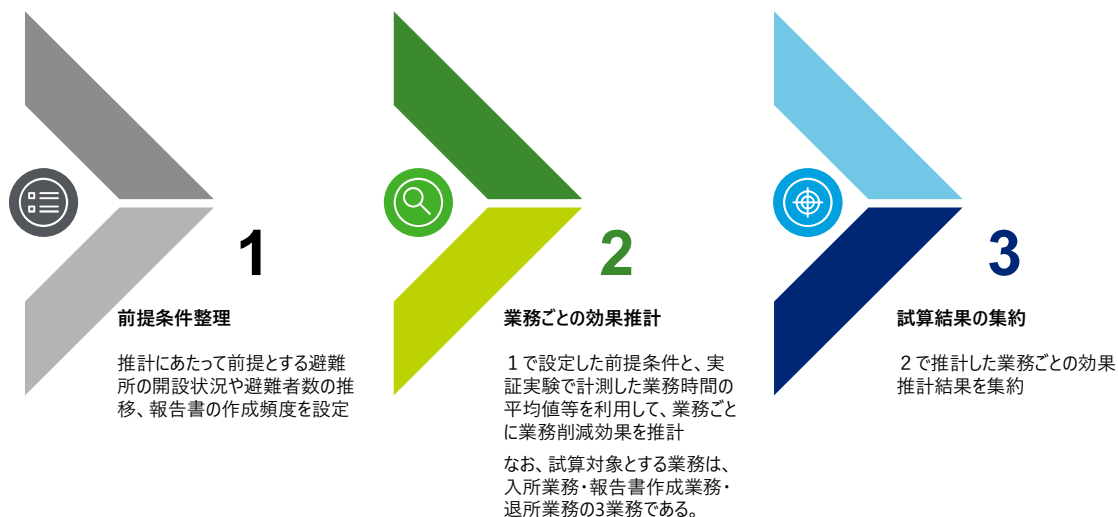 1
前提条件整理
推計にあたって前提とする避難
所の開設状況や避難者数の推
移、報告書の作成頻度を設定
2
業務ごとの効果推計
１で設定した前提条件と、実
証実験で計測した業務時間の
平均値等を利用して、業務ごと
に業務削減効果を推計
なお、試算対象とする業務は、
入所業務・報告書作成業務・
退所業務の3業務である。
3
試算結果の集約
２で推計した業務ごとの効果
推計結果を集約